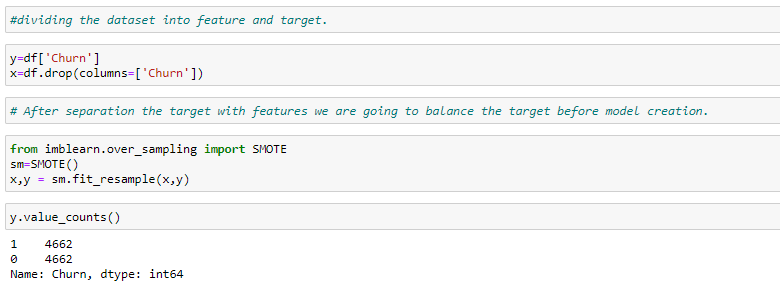 #dividing the dataset into feature and target.
y=df['Churn']
x=df.drop(columns=['Churn'])
# After separation the target with features we are going to balance the target before model creation.
from imblearn.over_sampling import SMOTE
sm=SMOTE()
x,y = sm.fit_resample(x,y)
y.value_counts()
1    4662
0    4662
Name: Churn, dtype: int64